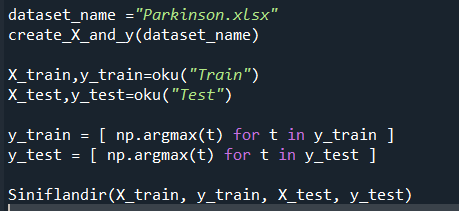 dataset_name ="Parkinson.xlsx"
create_X_and_y(dataset_name)
X_train,y_train=oku("Train")
X_test,y_test=oku("Test")
y_train = [ np.argmax(t) for t in y_train ]
y_test = [ np.argmax(t) for t in y_test ]
Siniflandir(X_train, y_train, X_test, y_test)